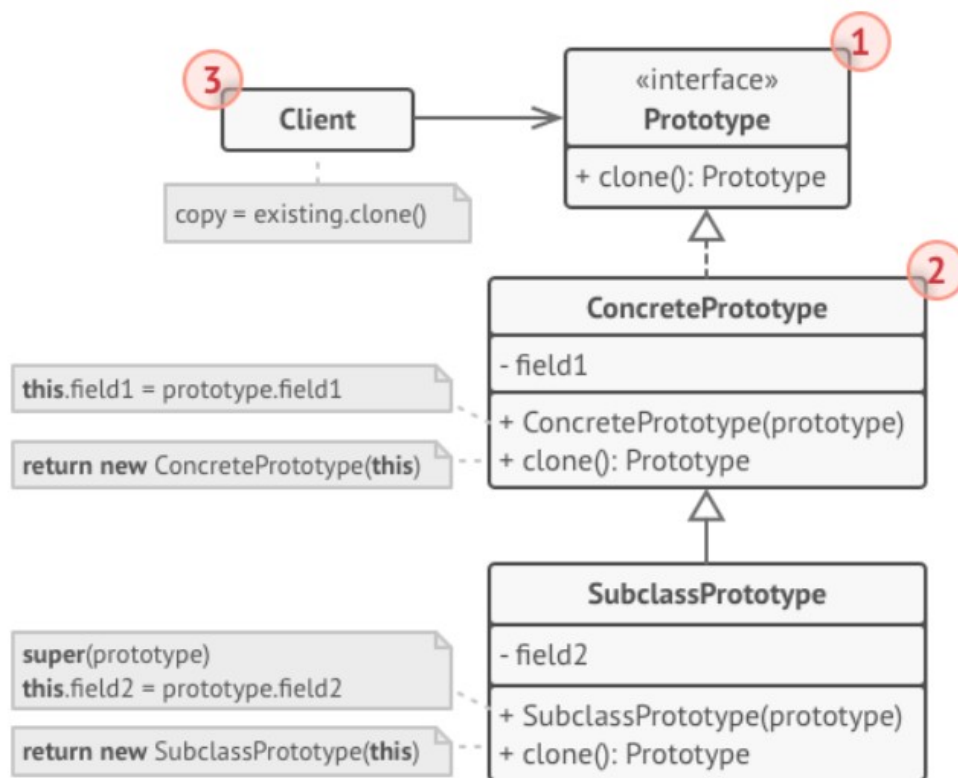 1
«interface»
Prototype
+ clone(): Prototype
3
Client
copy = existing.clone()
2
ConcretePrototype
- field1
+ ConcretePrototype(prototype)
+ clone(): Prototype
this.field1 = prototype.field1
return new ConcretePrototype(this)
SubclassPrototype
- field2
+ SubclassPrototype(prototype)
+ clone(): Prototype
super(prototype)
this.field2 = prototype.field2
return new SubclassPrototype(this)